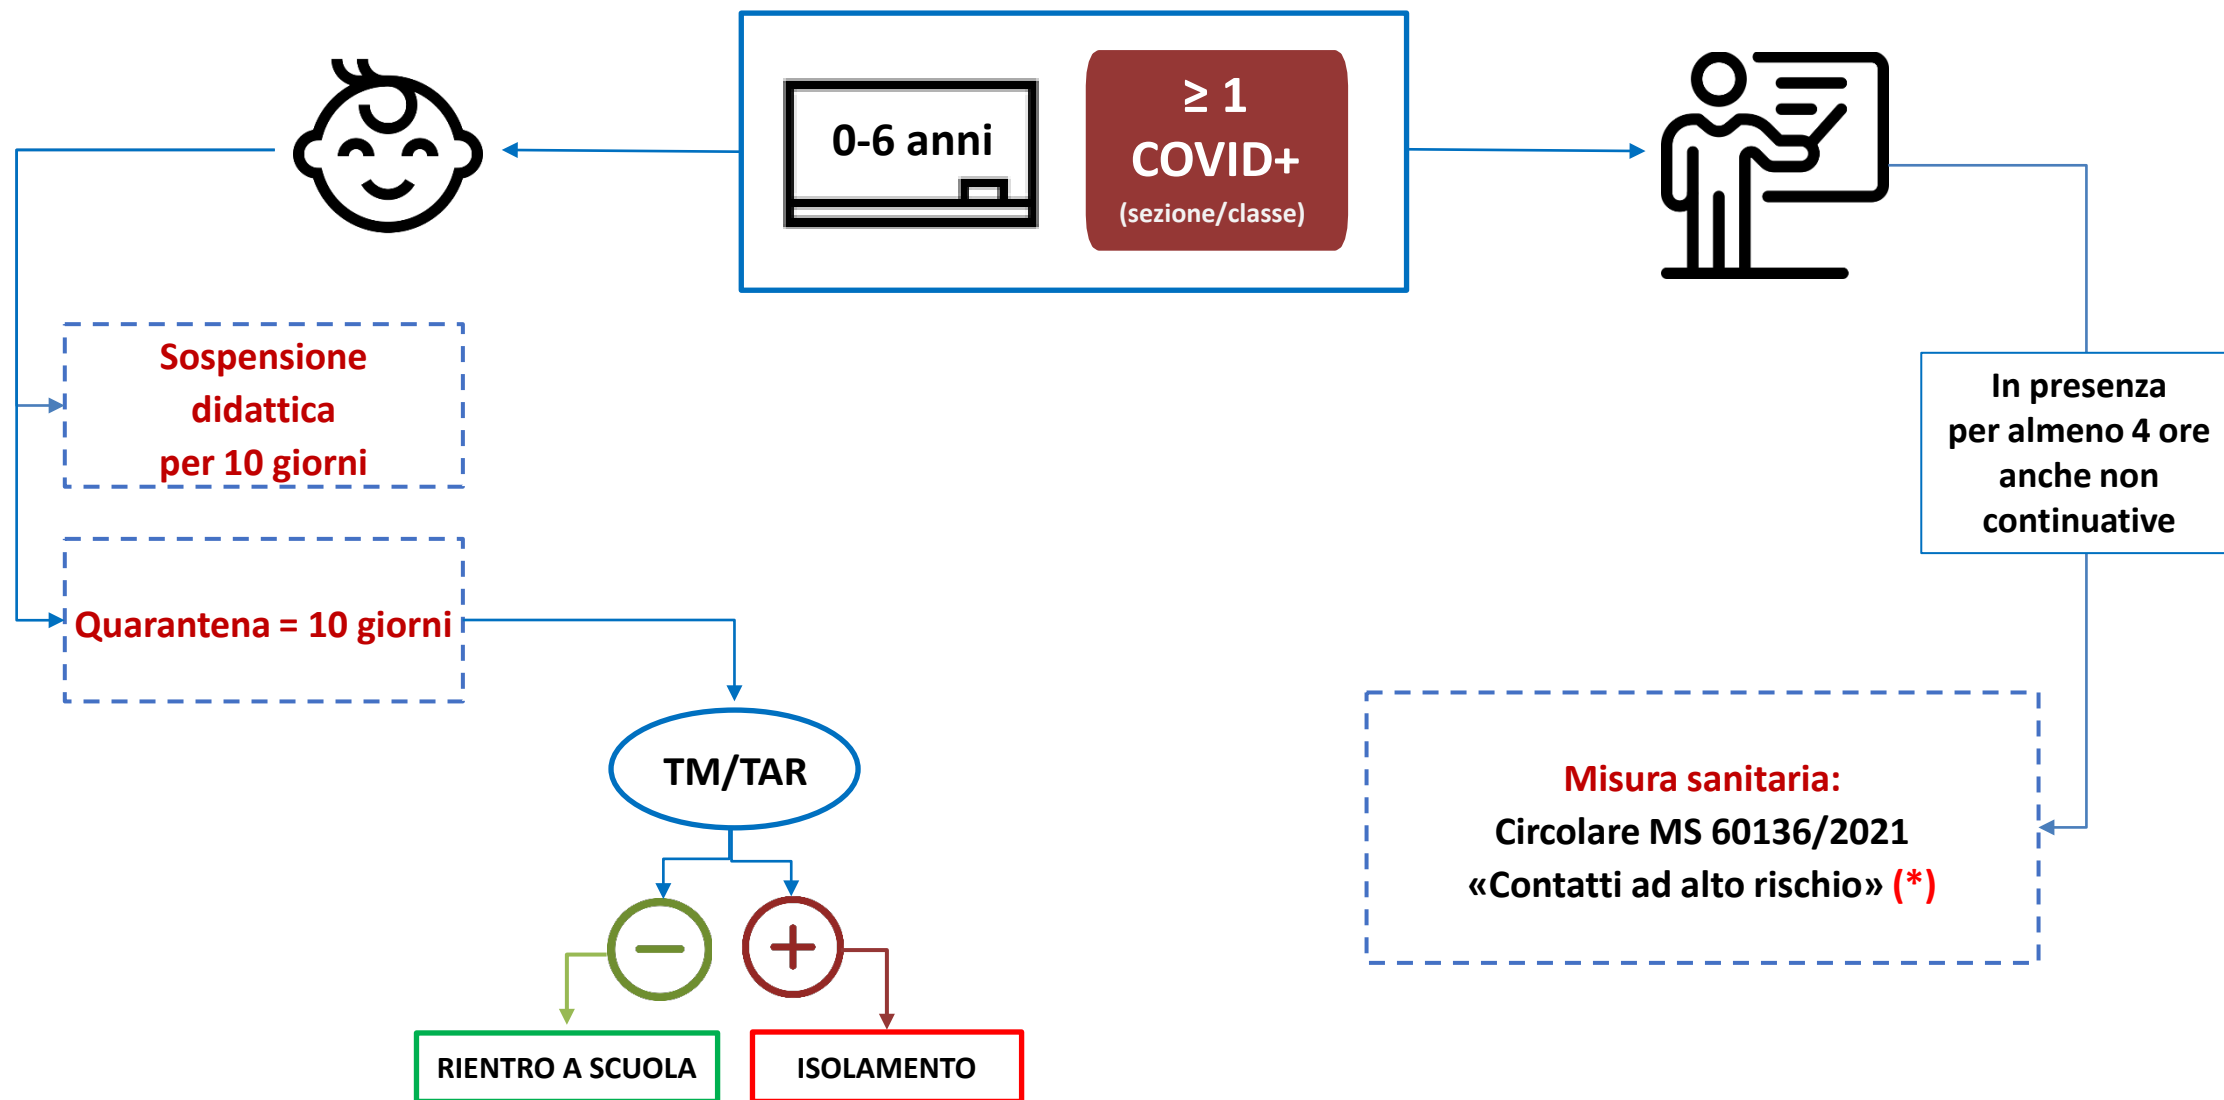 0-6 anni
≥ 1
COVID+
(sezione/classe)
Sospensione
didattica
per 10 giorni
Quarantena = 10 giorni
In presenza
per almeno 4 ore
anche non
continuative
TM/TAR
Misura sanitaria:
Circolare MS 60136/2021
«Contatti ad alto rischio» (*)
RIENTRO A SCUOLA
ISOLAMENTO